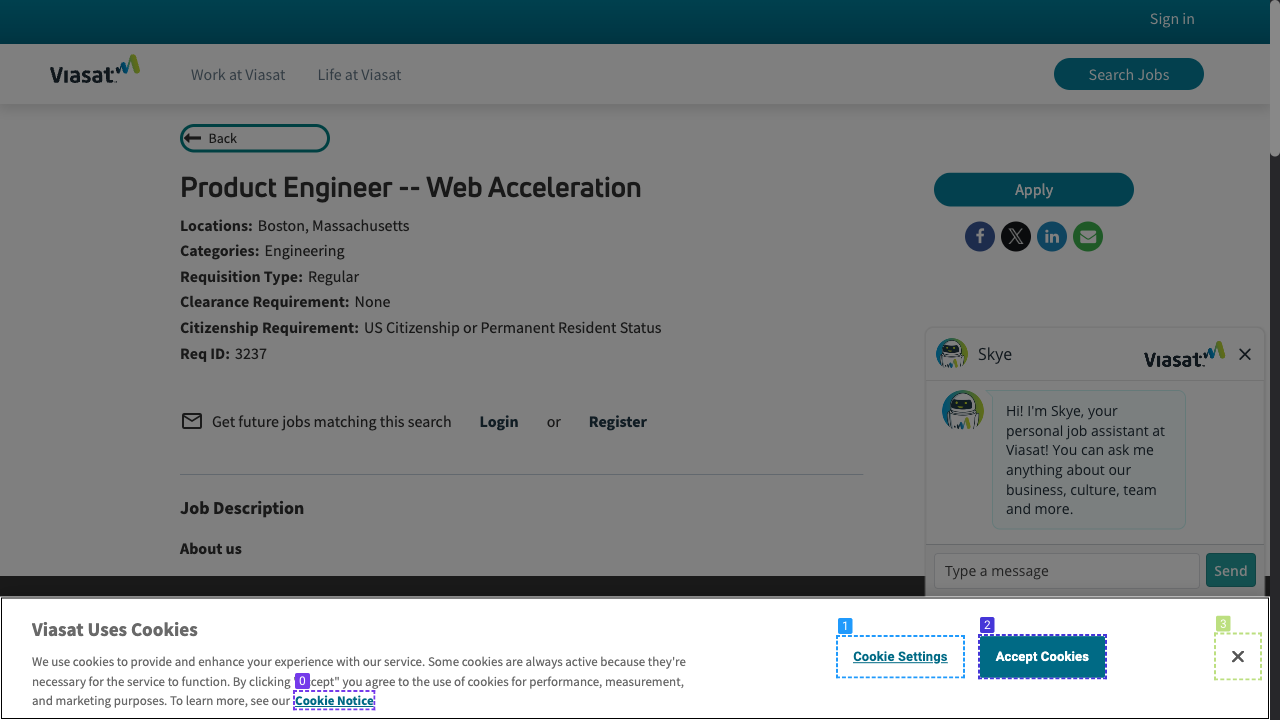 Sign in
Viasat
Work at Viasat
Life at Viasat
Search Jobs
Back
Product Engineer -- Web Acceleration
Apply
Locations: Boston, Massachusetts
Categories: Engineering
Requisition Type: Regular
Clearance Requirement: None
Citizenship Requirement: US Citizenship or Permanent Resident Status
Req ID: 3237
Get future jobs matching this search Login or Register
Job Description
About us
Skye
Viasat
Hi! I'm Skye, your
personal job assistant at
Viasat! You can ask me
anything about our
business, culture, team
and more.
Type a message
Send
Viasat Uses Cookies
We use cookies to provide and enhance your experience with our service. Some cookies are always active because they're
necessary for the service to function. By clicking cept" you agree to the use of cookies for performance, measurement,
and marketing purposes. To learn more, see our Cookie Notice
0
1
Cookie Settings
2
Accept Cookies
3